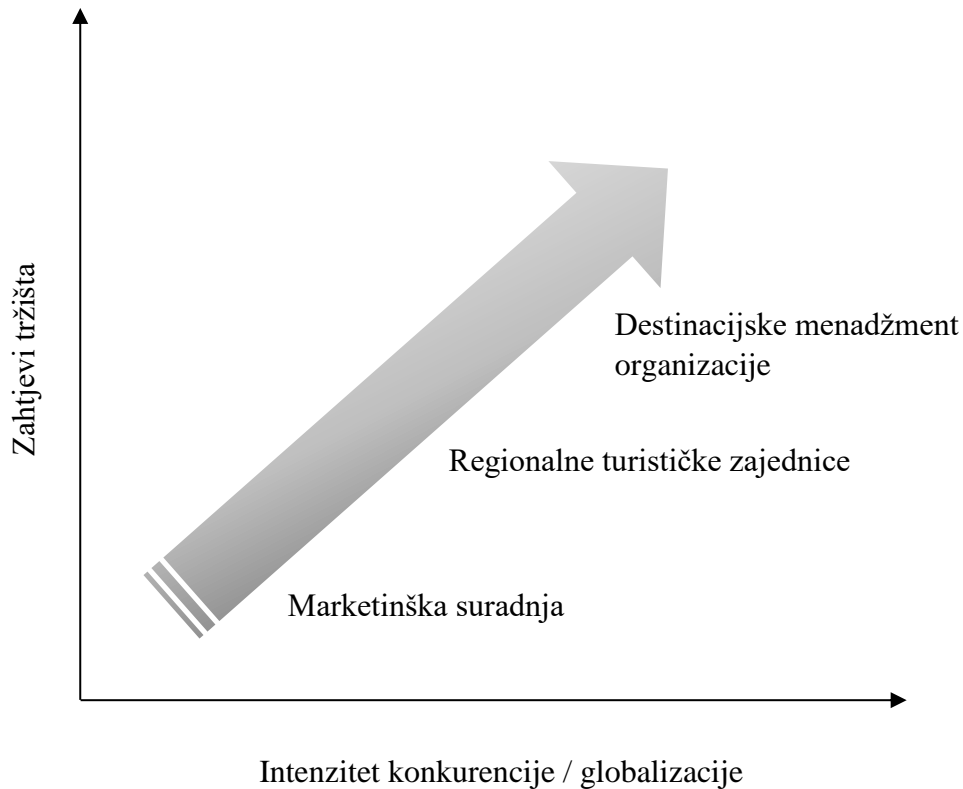 Zahtjevi tržišta
Destinacijske menadžment
organizacije
Regionalne turističke zajednice
Marketinška suradnja
Intenzitet konkurencije / globalizacije